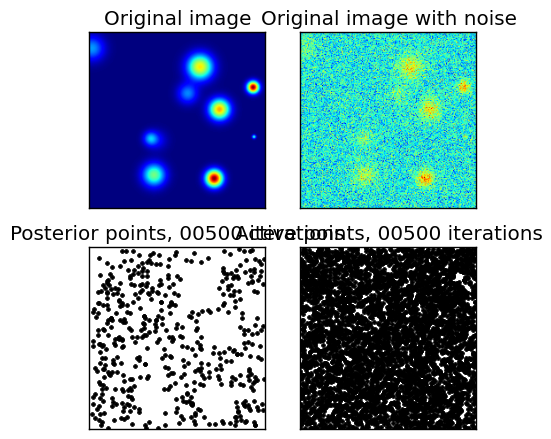 Original image
Original image with noise
Posterior points, 00500 iterations
Active points, 00500 iterations